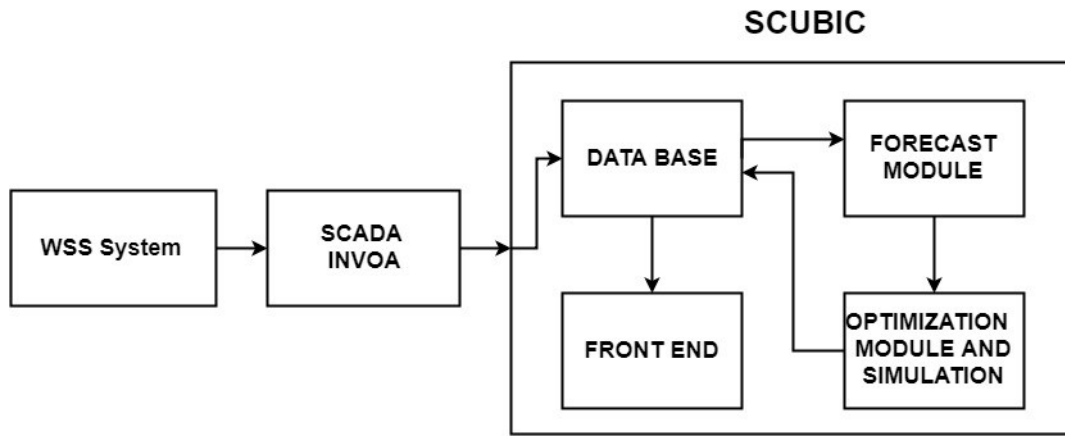 SCUBIC
DATA BASE
FORECAST
MODULE
WSS System
SCADA
INVOA
FRONT END
OPTIMIZATION
MODULE AND
SIMULATION